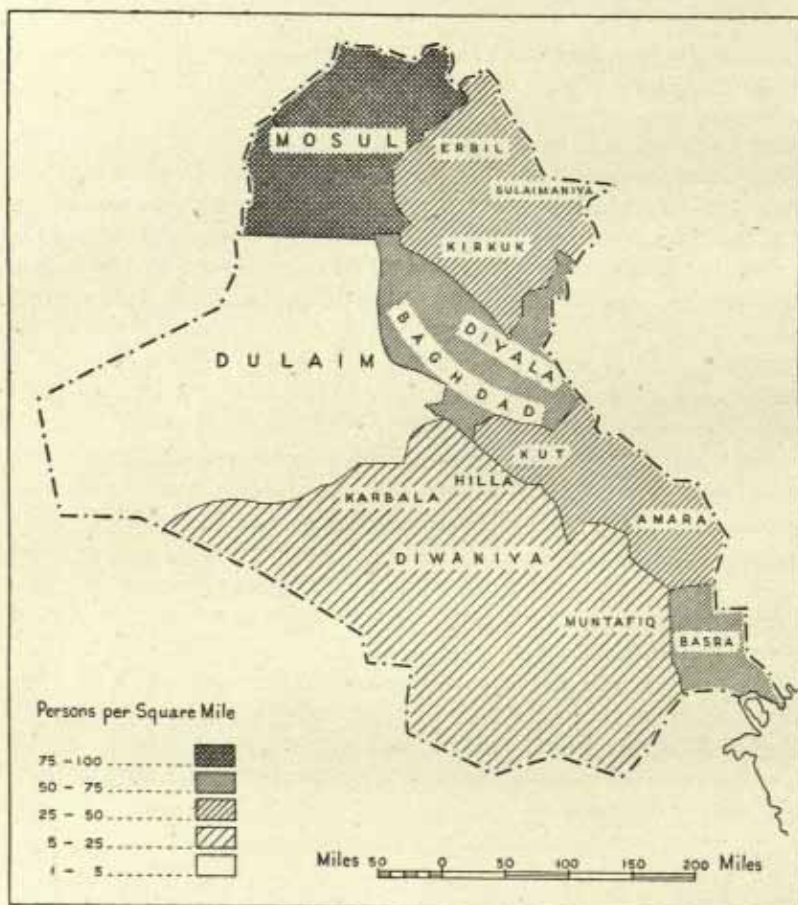 MOSUL
ERBIL
SULAIMANIYA
KIRKUK
DIYALA
BAGHDAD
DULAIM
KUT
HILLA
KARBALA
AMARA
DIWANIYA
MUNTAFIQ
BASRA
Persons per Square Mile
75 - 100
50 - 75
25 - 50
5 - 25
1 - 5
Miles 50 0 50 100 200 Miles